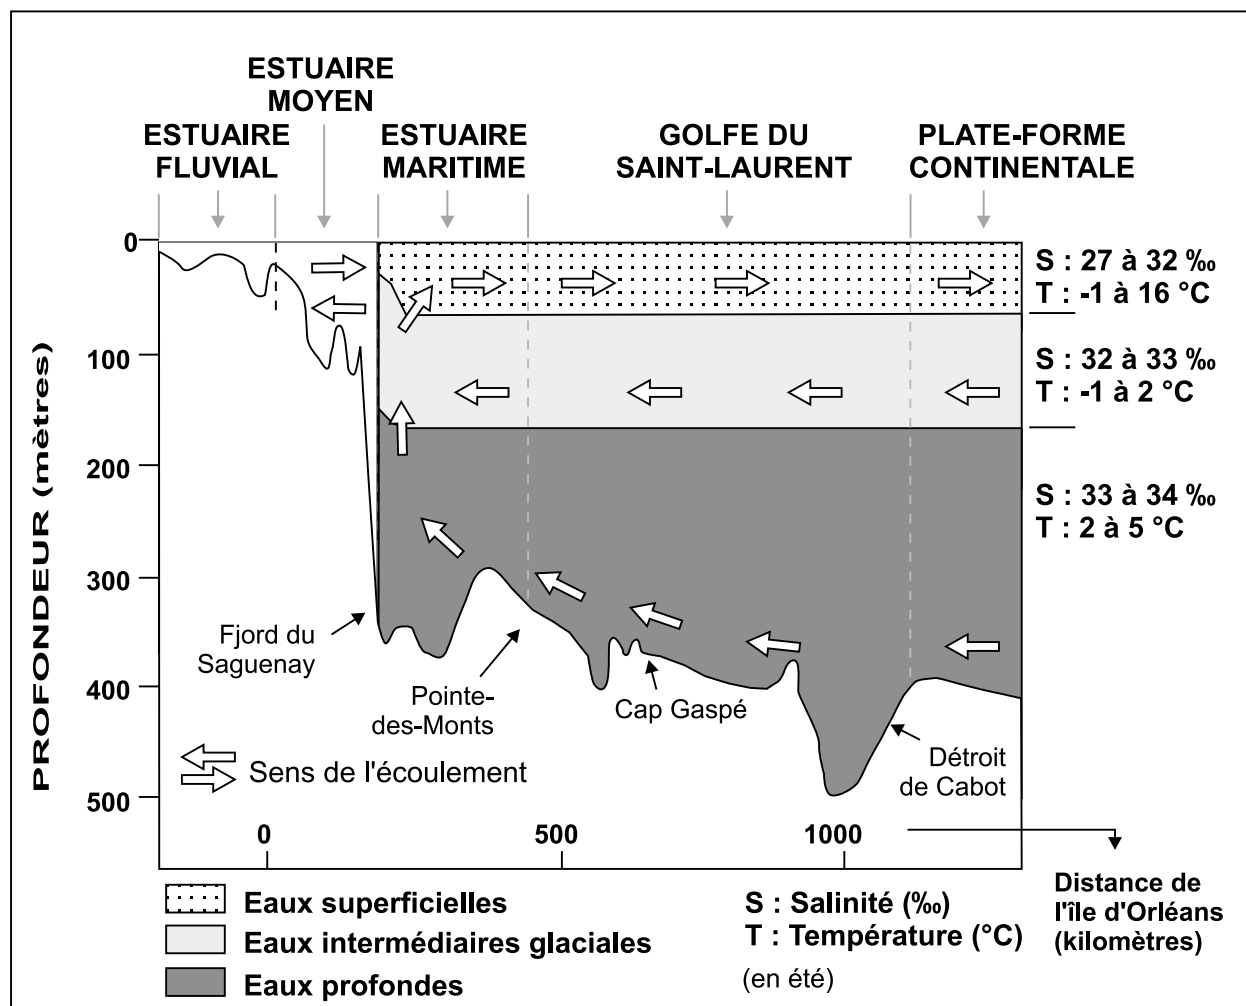 ESTUAIRE
MOYEN
ESTUAIRE
FLUVIAL
ESTUAIRE
MARITIME
GOLFE DU
SAINT-LAURENT
PLATE-FORME
CONTINENTALE
PROFONDEUR (mètres)
0
100
200
300
400
500
S : 27 à 32 ‰
T : -1 à 16 °C
S : 32 à 33 ‰
T : -1 à 2 °C
S : 33 à 34 ‰
T : 2 à 5 °C
Fjord du
Saguenay
Pointe-
des-Monts
Cap Gaspé
Détroit
de Cabot
Sens de l'écoulement
0
500
1000
Distance de
l'île d'Orléans
(kilomètres)
Eaux superficielles
Eaux intermédiaires glaciales
Eaux profondes
S : Salinité (‰)
T : Température (°C)
(en été)